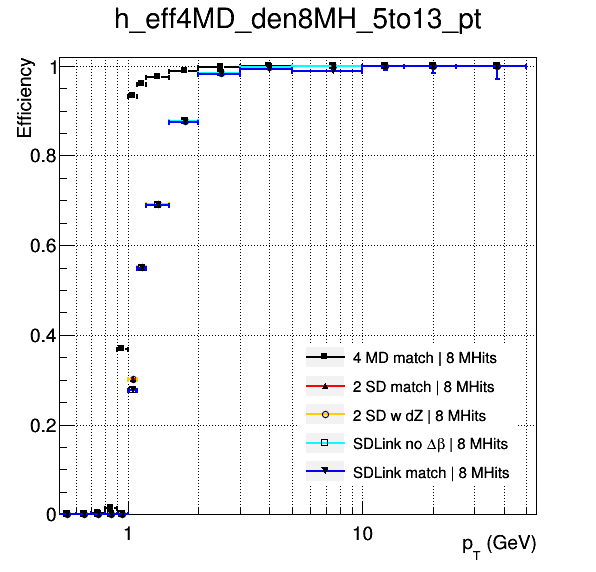 h_eff4MD_den8MH_5to13_pt
Efficiency
1
0.8
0.6
0.4
0.2
0
4 MD match | 8 MHits
2 SD match | 8 MHits
2 SD w dZ | 8 MHits
SDLink no Δβ | 8 MHits
SDLink match | 8 MHits
1
10
p_T (GeV)